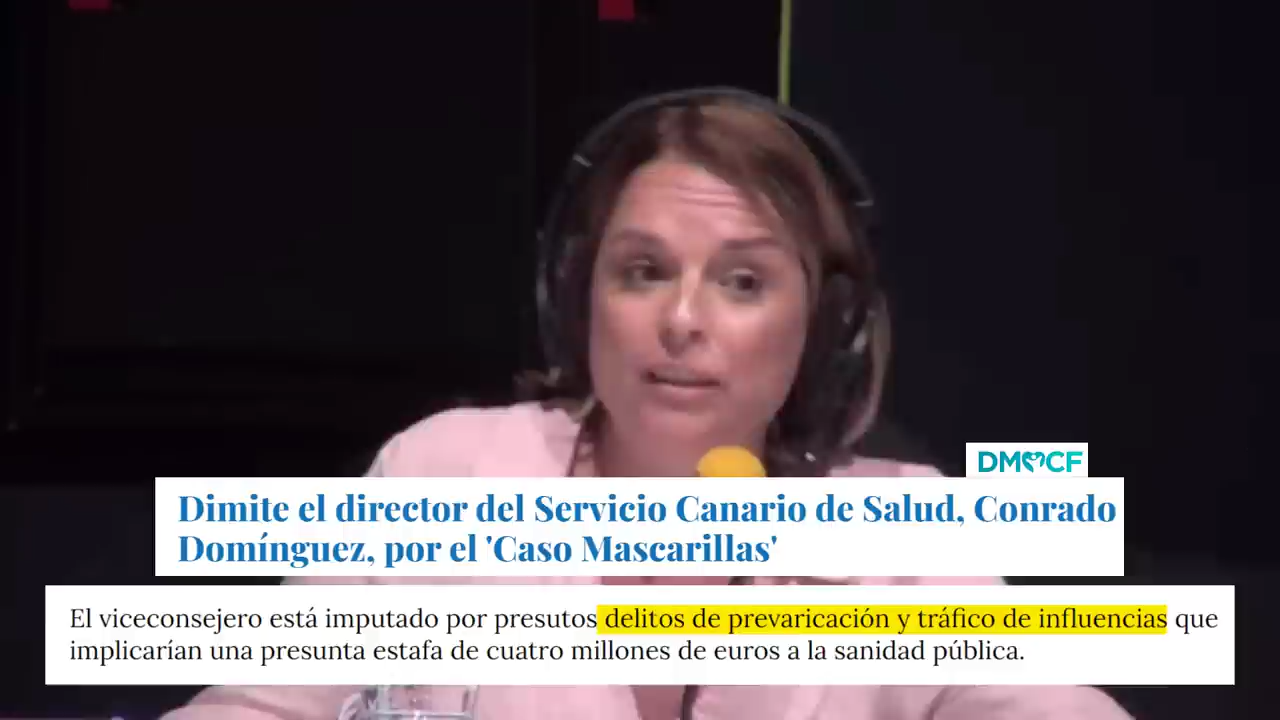 DMCF
Dimite el director del Servicio Canario de Salud, Conrado
Domínguez, por el 'Caso Mascarillas'
El viceconsejero está imputado por presutos delitos de prevaricación y tráfico de influencias que
implicarían una presunta estafa de cuatro millones de euros a la sanidad pública.